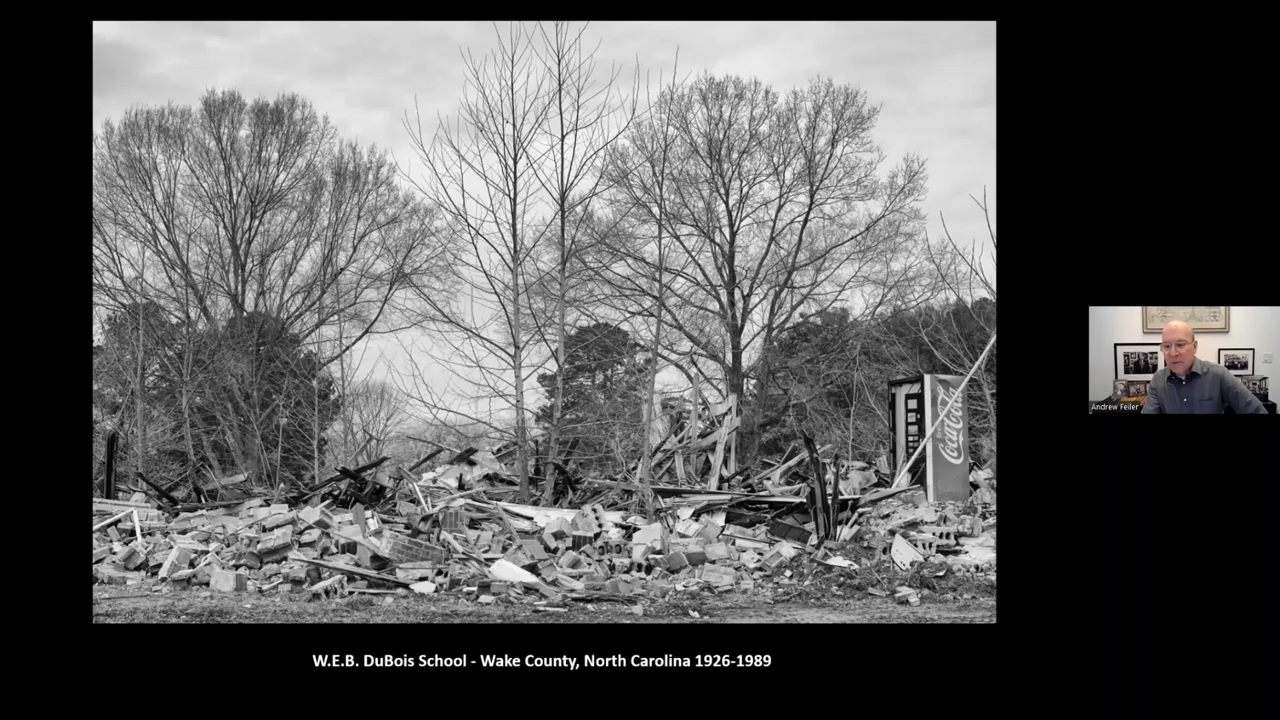 Coca-Cola
Andrew Feiler
W.E.B. DuBois School - Wake County, North Carolina 1926-1989